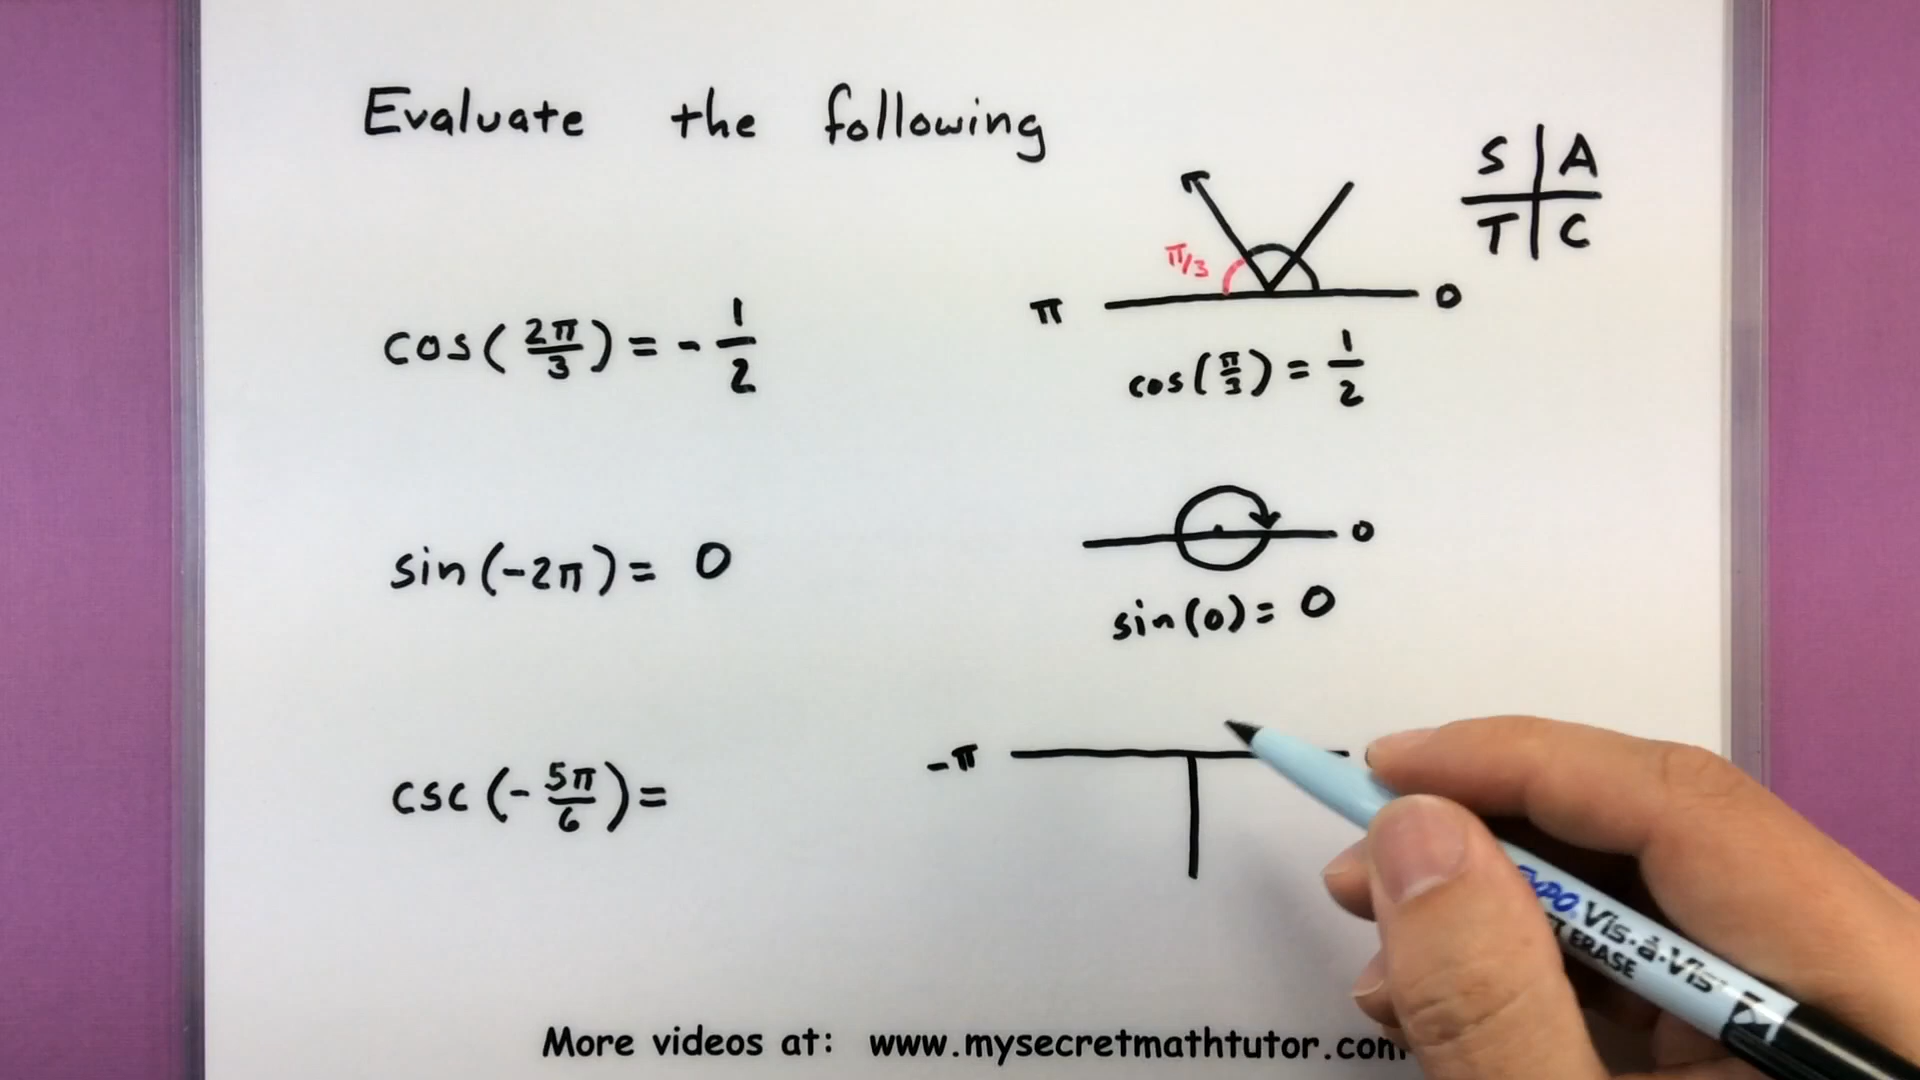 Evaluate the following
S A
T C
π/3
π 0
cos(2π/3) = -1/2
cos(π/3) = 1/2
0
sin(-2π) = 0
sin(0) = 0
-π
csc(-5π/6) =
EXPO Vis·à·Vis
WET ERASE
More videos at: www.mysecretmathtutor.com